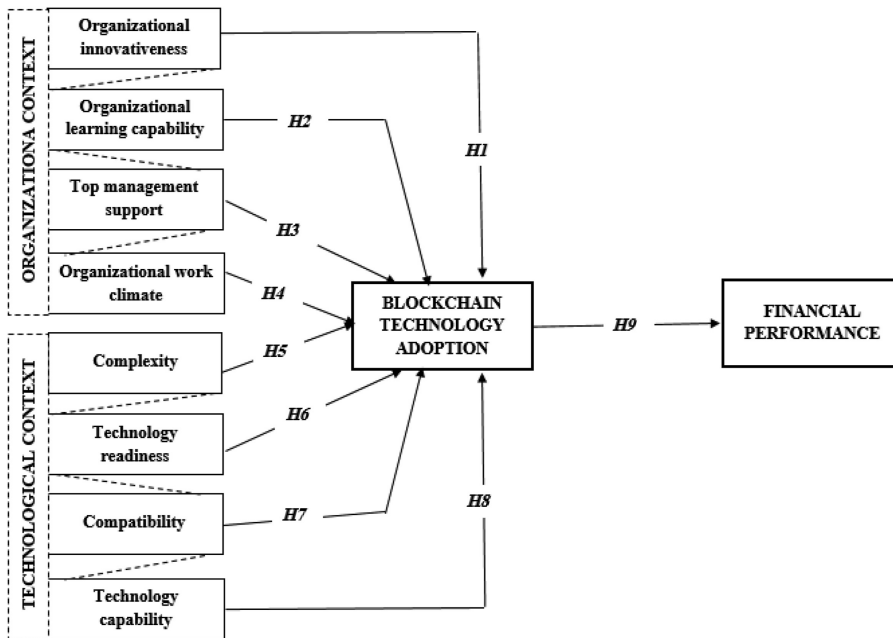 ORGANIZATIONA CONTEXT
Organizational
innovativeness
Organizational
learning capability
Top management
support
Organizational work
climate
TECHNOLOGICAL CONTEXT
Complexity
Technology
readiness
Compatibility
Technology
capability
H1
H2
H3
H4
H5
H6
H7
H8
BLOCKCHAIN
TECHNOLOGY
ADOPTION
H9
FINANCIAL
PERFORMANCE